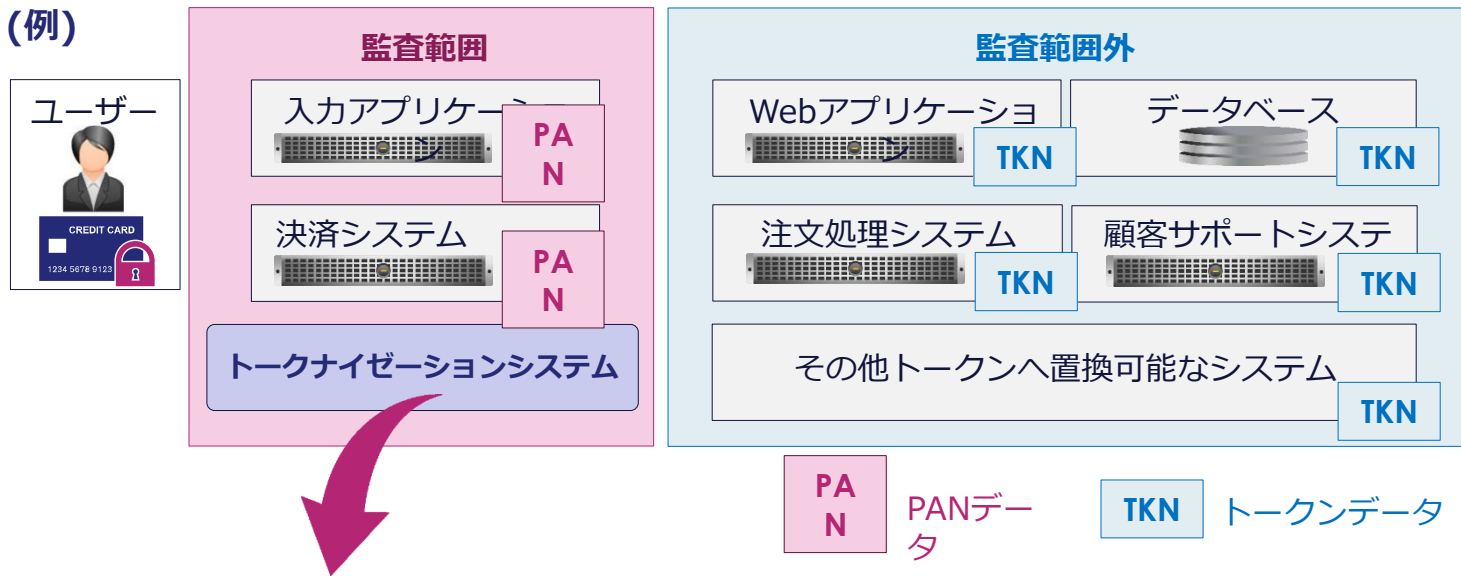 (例)
監査範囲
監査範囲外
ユーザー
CREDIT CARD
1234 5678 9123
入力アプリケーショ
ン
PA
N
決済システム
PA
N
トークナイゼーションシステム
Webアプリケーショ
ン
TKN
データベース
TKN
注文処理システム
TKN
顧客サポートシステ
TKN
その他トークンへ置換可能なシステム
TKN
PA
N
PANデー
タ
TKN
トークンデータ